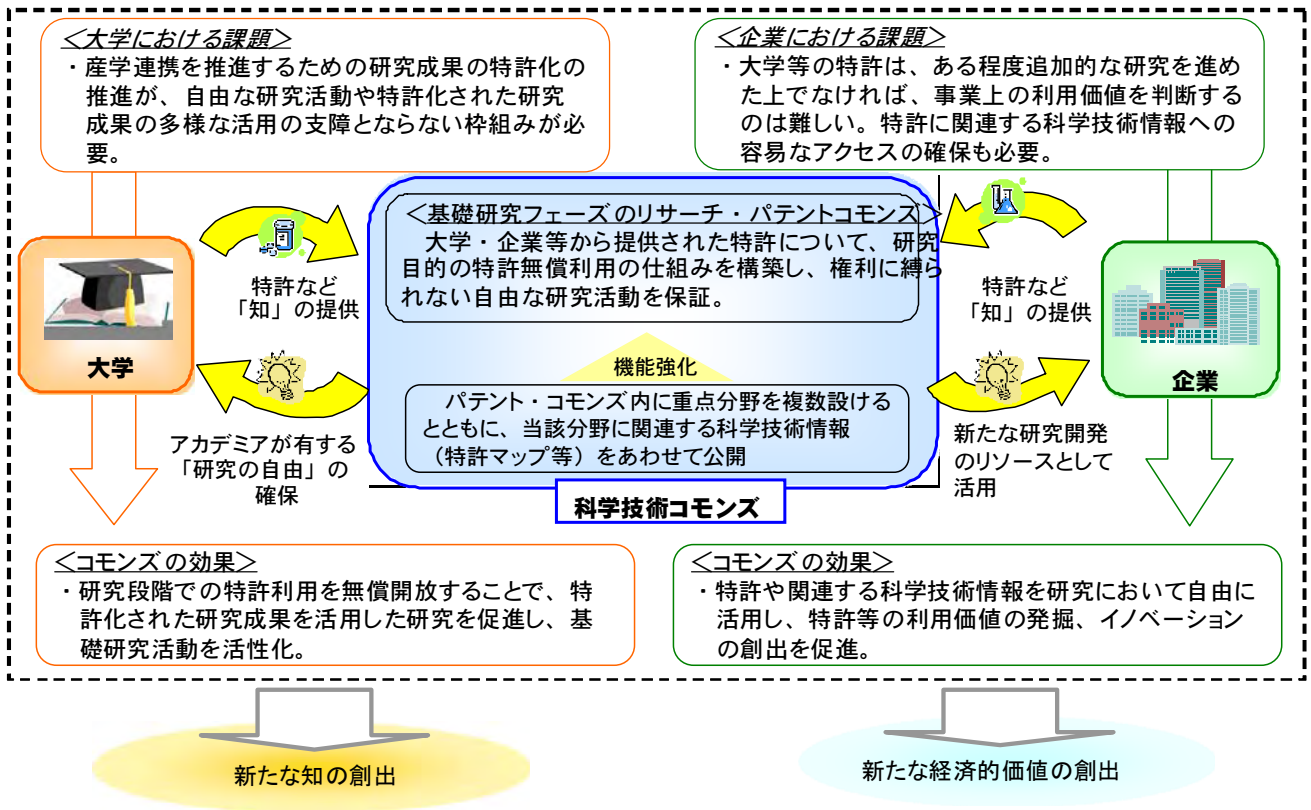 ＜大学における課題＞
・産学連携を推進するための研究成果の特許化の
推進が、自由な研究活動や特許化された研究
成果の多様な活用の支障とならない枠組みが必
要。
＜企業における課題＞
・大学等の特許は、ある程度追加的な研究を進め
た上でなければ、事業上の利用価値を判断する
のは難しい。特許に関連する科学技術情報への
容易なアクセスの確保も必要。
特許など
「知」の提供
大学
アカデミアが有する
「研究の自由」の
確保
＜基礎研究フェーズのリサーチ・パテントコモンズ＞
大学・企業等から提供された特許について、研究
目的の特許無償利用の仕組みを構築し、権利に縛ら
れない自由な研究活動を保証。
機能強化
パテント・コモンズ内に重点分野を複数設ける
とともに、当該分野に関連する科学技術情報
（特許マップ等）をあわせて公開
科学技術コモンズ
特許など
「知」の提供
企業
新たな研究開発
のリソースとして
活用
＜コモンズの効果＞
・研究段階での特許利用を無償開放することで、特
許化された研究成果を活用した研究を促進し、基
礎研究活動を活性化。
＜コモンズの効果＞
・特許や関連する科学技術情報を研究において自由に
活用し、特許等の利用価値の発掘、イノベーション
の創出を促進。
新たな知の創出
新たな経済的価値の創出